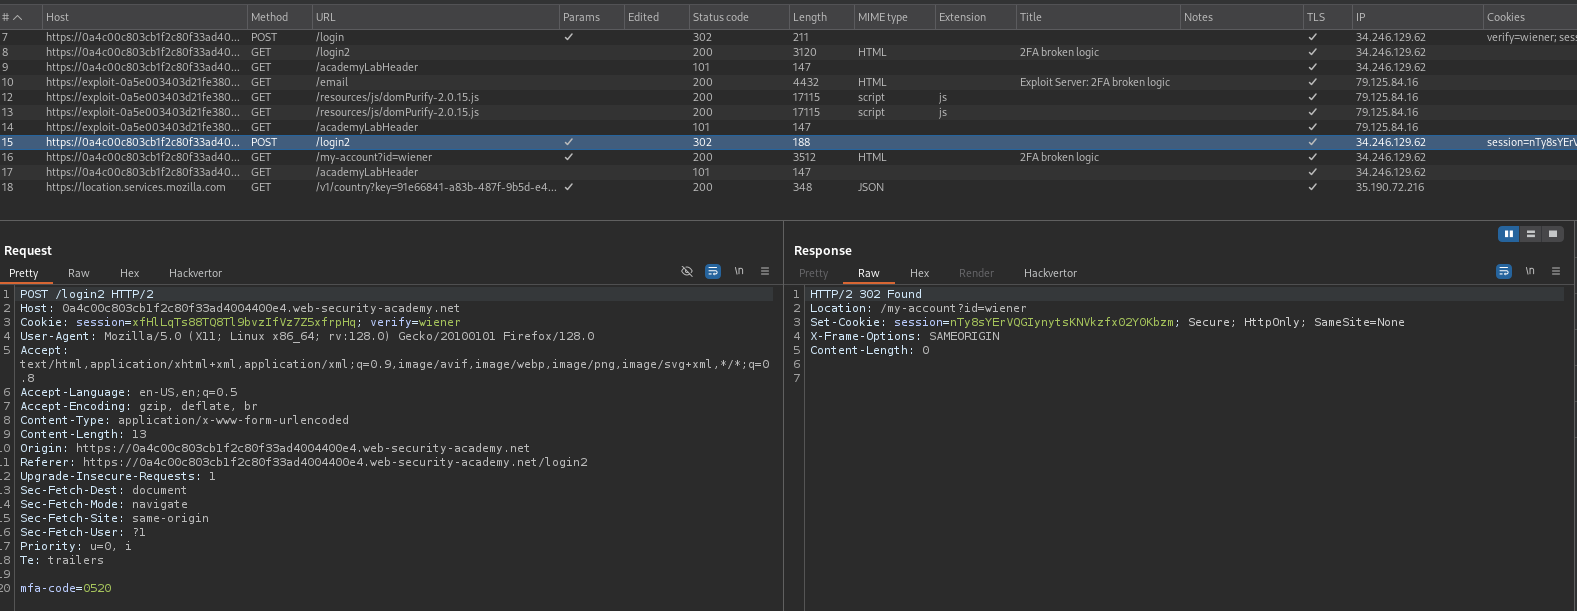 # Host Method URL Params Edited Status code Length MIME type Extension Title Notes TLS IP Cookies
7 https://0a4c00c803cb1f2c80f33ad40... POST /login ✓ 302 211 ✓ 34.246.129.62 verify=wiener; ses
8 https://0a4c00c803cb1f2c80f33ad40... GET /login2 200 3120 HTML 2FA broken logic ✓ 34.246.129.62
9 https://0a4c00c803cb1f2c80f33ad40... GET /academyLabHeader 101 147 ✓ 34.246.129.62
10 https://exploit-0a5e003403d21fe380... GET /email 200 4432 HTML Exploit Server: 2FA broken logic ✓ 79.125.84.16
12 https://exploit-0a5e003403d21fe380... GET /resources/js/domPurify-2.0.15.js 200 17115 script js ✓ 79.125.84.16
13 https://exploit-0a5e003403d21fe380... GET /resources/js/domPurify-2.0.15.js 200 17115 script js ✓ 79.125.84.16
14 https://exploit-0a5e003403d21fe380... GET /academyLabHeader 101 147 ✓ 79.125.84.16
15 https://0a4c00c803cb1f2c80f33ad40... POST /login2 ✓ 302 188 ✓ 34.246.129.62 session=nTy8sYErV
16 https://0a4c00c803cb1f2c80f33ad40... GET /my-account?id=wiener ✓ 200 3512 HTML 2FA broken logic ✓ 34.246.129.62
17 https://0a4c00c803cb1f2c80f33ad40... GET /academyLabHeader 101 147 ✓ 34.246.129.62
18 https://location.services.mozilla.com GET /v1/country?key=91e66841-a83b-487f-9b5d-e4... ✓ 200 348 JSON ✓ 35.190.72.216
Request
Pretty Raw Hex Hackvertor \n
1 POST /login2 HTTP/2
2 Host: 0a4c00c803cb1f2c80f33ad4004400e4.web-security-academy.net
3 Cookie: session=xfHlLqTs88TQ8Tl9bvzIfVz7Z5xfrpHq; verify=wiener
4 User-Agent: Mozilla/5.0 (X11; Linux x86_64; rv:128.0) Gecko/20100101 Firefox/128.0
5 Accept:
text/html,application/xhtml+xml,application/xml;q=0.9,image/avif,image/webp,image/png,image/svg+xml,*/*;q=0
.8
6 Accept-Language: en-US,en;q=0.5
7 Accept-Encoding: gzip, deflate, br
8 Content-Type: application/x-www-form-urlencoded
9 Content-Length: 13
10 Origin: https://0a4c00c803cb1f2c80f33ad4004400e4.web-security-academy.net
11 Referer: https://0a4c00c803cb1f2c80f33ad4004400e4.web-security-academy.net/login2
12 Upgrade-Insecure-Requests: 1
13 Sec-Fetch-Dest: document
14 Sec-Fetch-Mode: navigate
15 Sec-Fetch-Site: same-origin
16 Sec-Fetch-User: ?1
17 Priority: u=0, i
18 Te: trailers
19
20 mfa-code=0520
Response
Pretty Raw Hex Render Hackvertor \n
1 HTTP/2 302 Found
2 Location: /my-account?id=wiener
3 Set-Cookie: session=nTy8sYErVQGIynytsKNVkzfx02Y0Kbzm; Secure; HttpOnly; SameSite=None
4 X-Frame-Options: SAMEORIGIN
5 Content-Length: 0
6
7